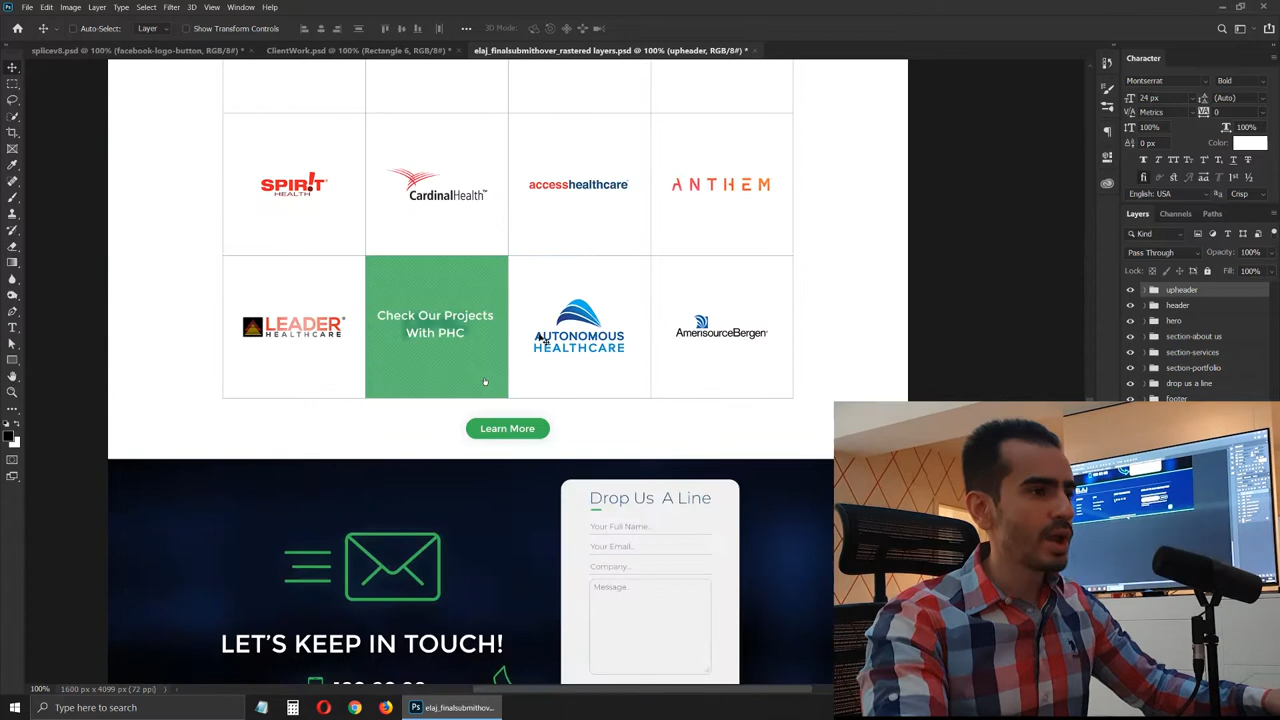 File Edit Image Layer Type Select Filter 3D View Window Help
Auto-Select: Layer Show Transform Controls 3D Mode:
splicev8.psd @ 100% (facebook-logo-button, RGB/8#) * ClientWork.psd @ 100% (Rectangle 6, RGB/8#) * elaj_finalsubmithover_rastered layers.psd @ 100% (upheader, RGB/8#) *
Character
Montserrat Bold
24 px (Auto)
Metrics 0
100% 100%
0 px Color:
English: USA Crisp
Layers Channels Paths
Kind
Pass Through Opacity: 100%
Lock: Fill: 100%
upheader
header
hero
section-about us
section-services
section-portfolio
drop us a line
footer
SPIR!T HEALTH
CardinalHealth™
accesshealthcare
ANTHEM
LEADER HEALTHCARE
Check Our Projects
With PHC
AUTONOMOUS
HEALTHCARE
AmerisourceBergen
Learn More
Drop Us A Line
Your Full Name...
Your Email...
Company...
Message..
LET'S KEEP IN TOUCH!
100% 1600 px x 4099 px (72 ppi)
Type here to search
elaj_finalsubmithov...